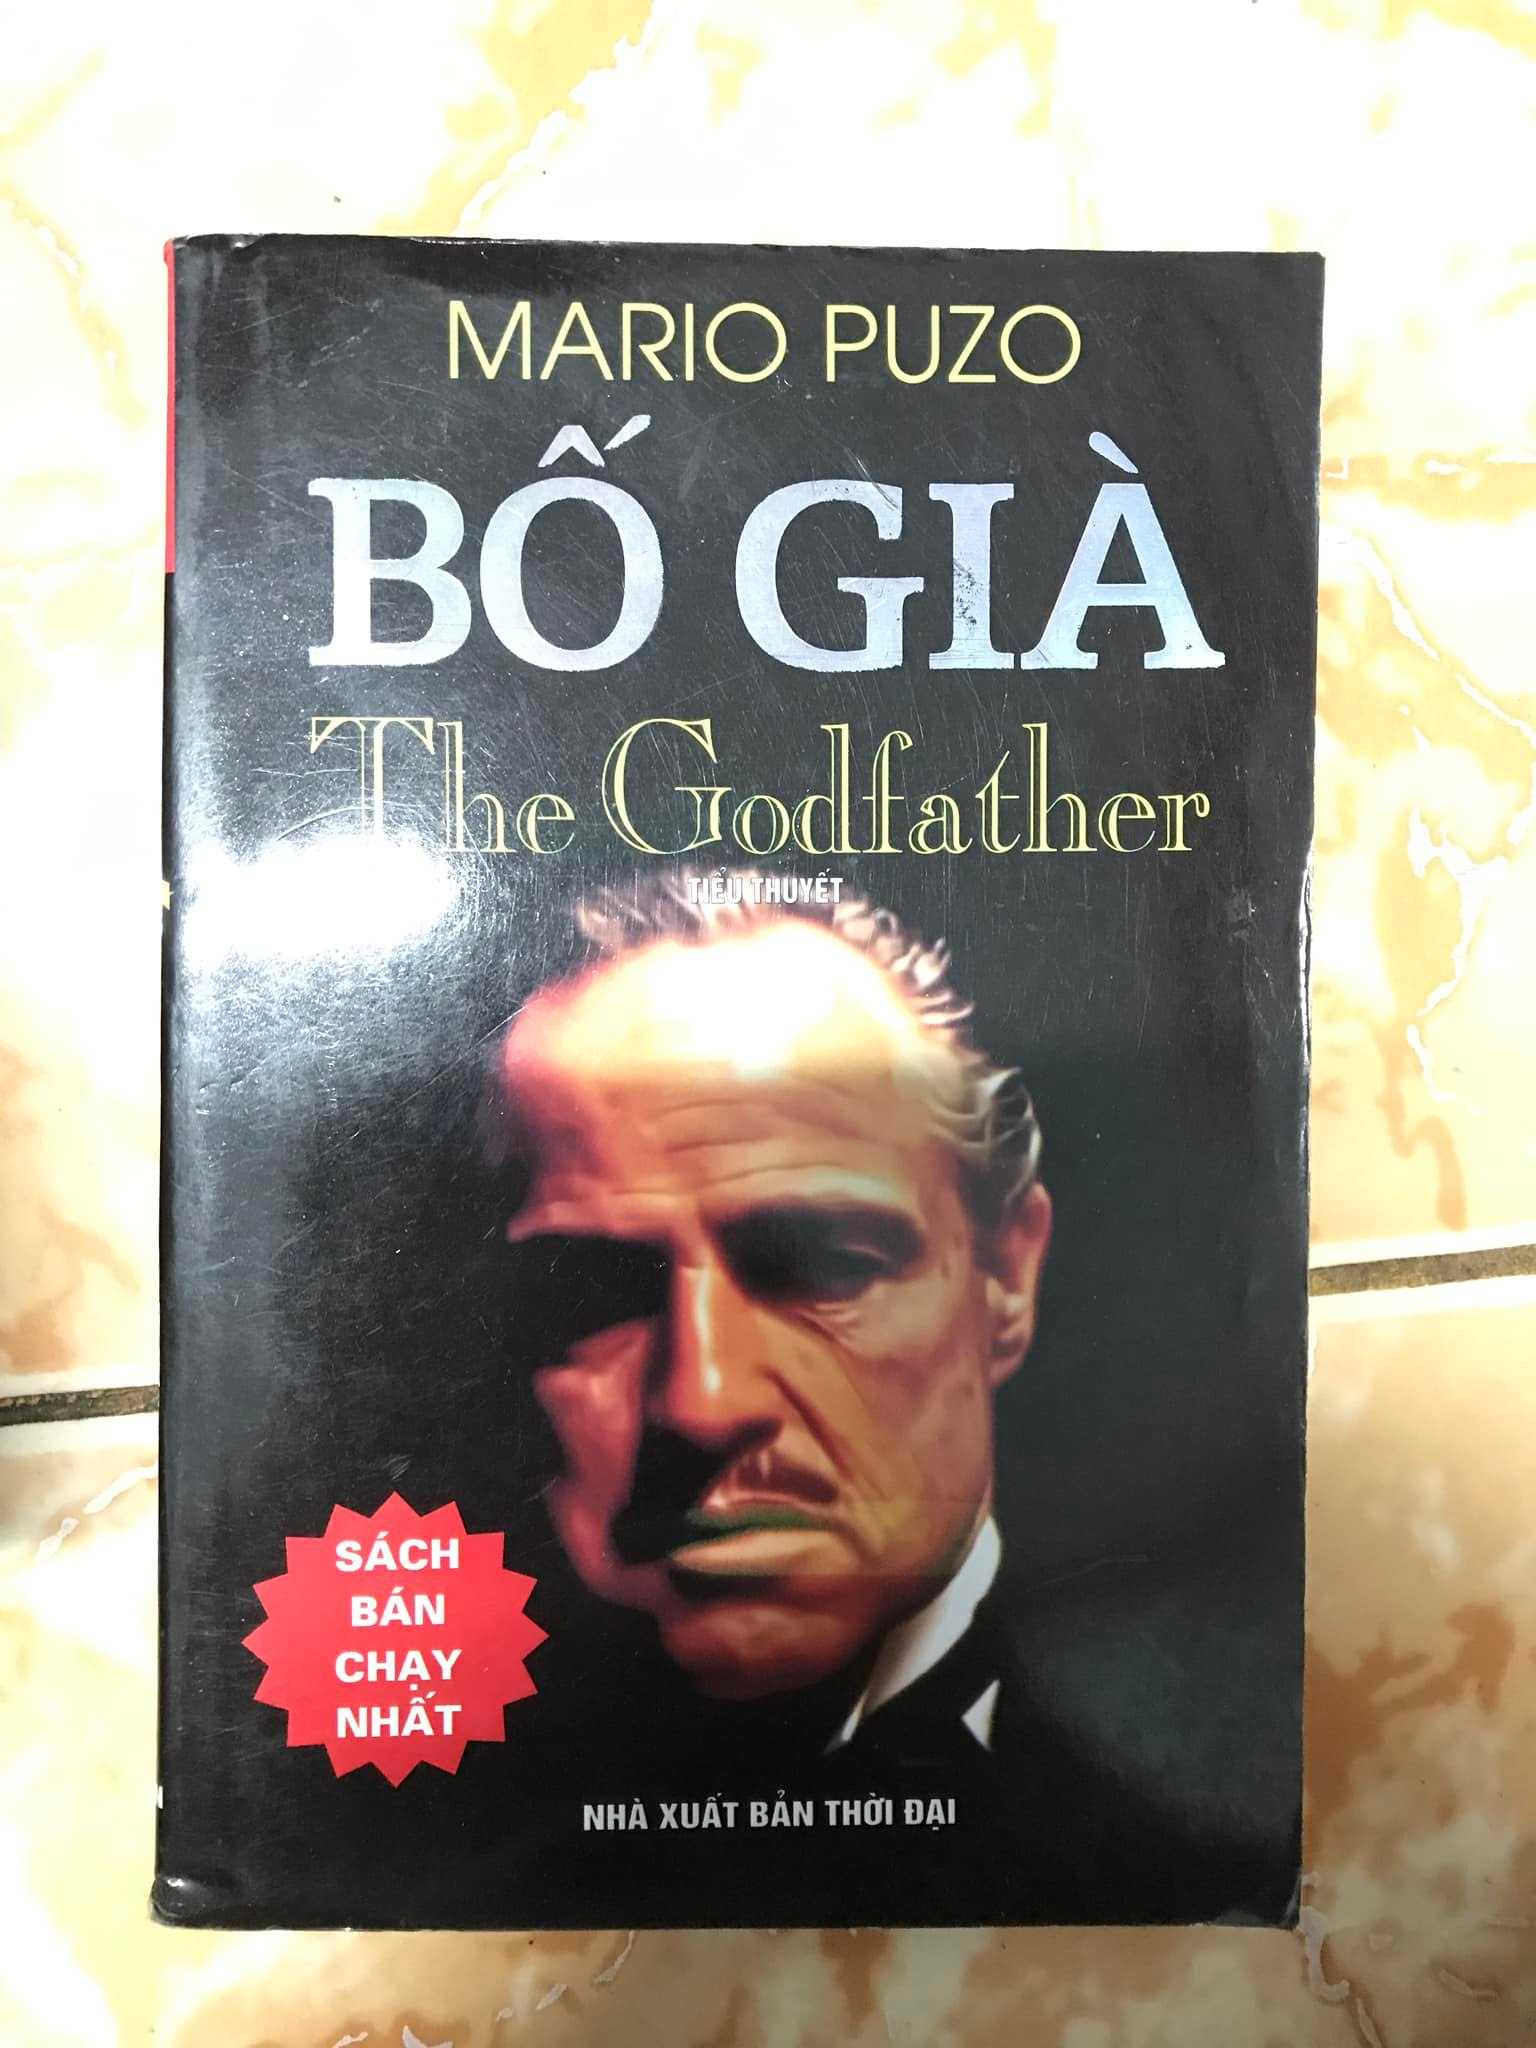 MARIO PUZO
BỐ GIÀ
The Godfather
TIỂU THUYẾT
SÁCH
BÁN
CHẠY
NHẤT
NHÀ XUẤT BẢN THỜI ĐẠI